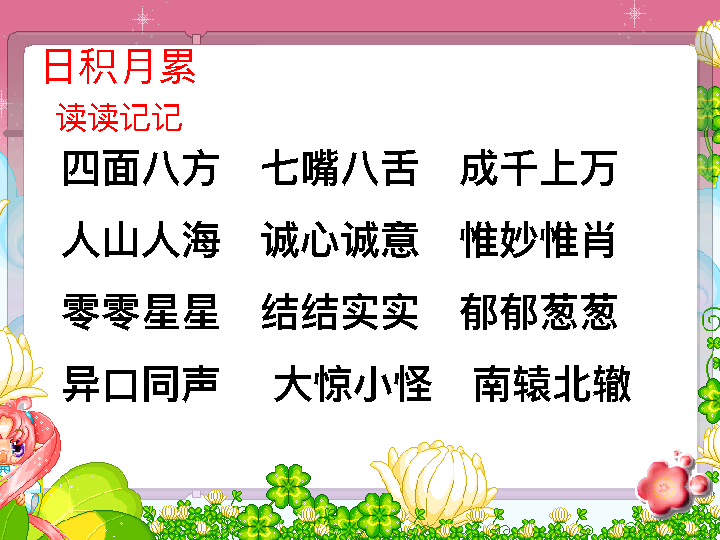 日积月累
读读记记
四面八方 七嘴八舌 成千上万
人山人海 诚心诚意 惟妙惟肖
零零星星 结结实实 郁郁葱葱
异口同声 大惊小怪 南辕北辙